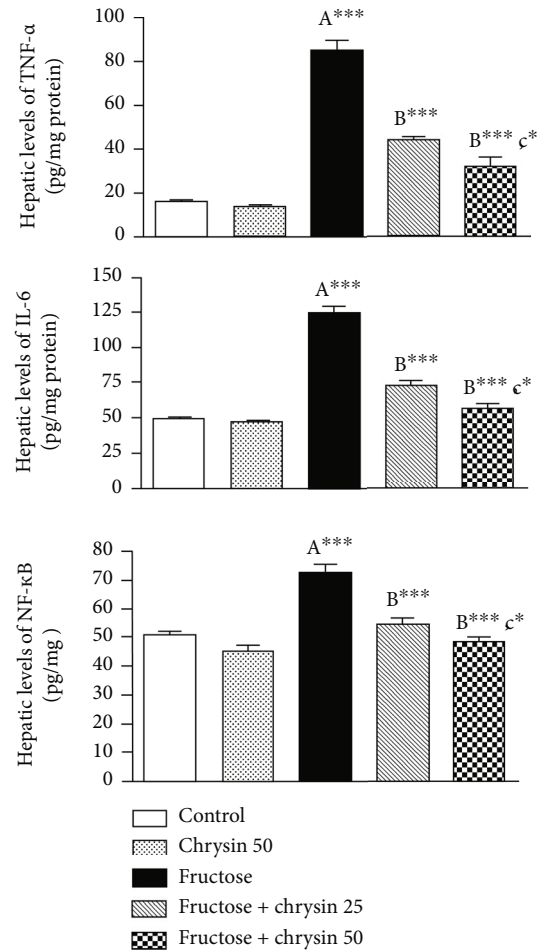 Hepatic levels of TNF-α
(pg/mg protein)
100
80
60
40
20
0
A***
B***
B*** ,c*
Hepatic levels of IL-6
(pg/mg protein)
150
125
100
75
50
25
0
A***
B***
B*** ,c*
Hepatic levels of NF-κB
(pg/mg )
80
70
60
50
40
30
20
10
0
A***
B***
B*** ,c*
Control
Chrysin 50
Fructose
Fructose + chrysin 25
Fructose + chrysin 50